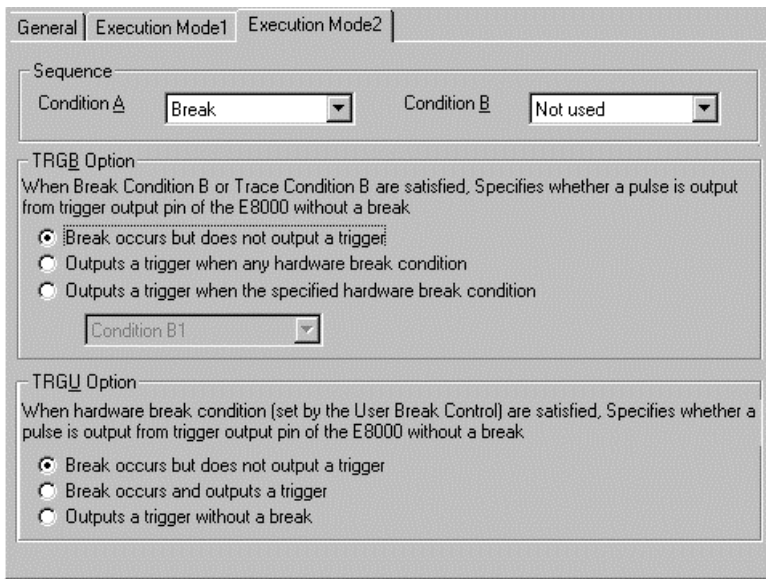 General Execution Mode1 Execution Mode2
Sequence
Condition A Break Condition B Not used
TRGB Option
When Break Condition B or Trace Condition B are satisfied, Specifies whether a pulse is output
from trigger output pin of the E8000 without a break
Break occurs but does not output a trigger
Outputs a trigger when any hardware break condition
Outputs a trigger when the specified hardware break condition
Condition B1
TRGU Option
When hardware break condition (set by the User Break Control) are satisfied, Specifies whether a
pulse is output from trigger output pin of the E8000 without a break
Break occurs but does not output a trigger
Break occurs and outputs a trigger
Outputs a trigger without a break